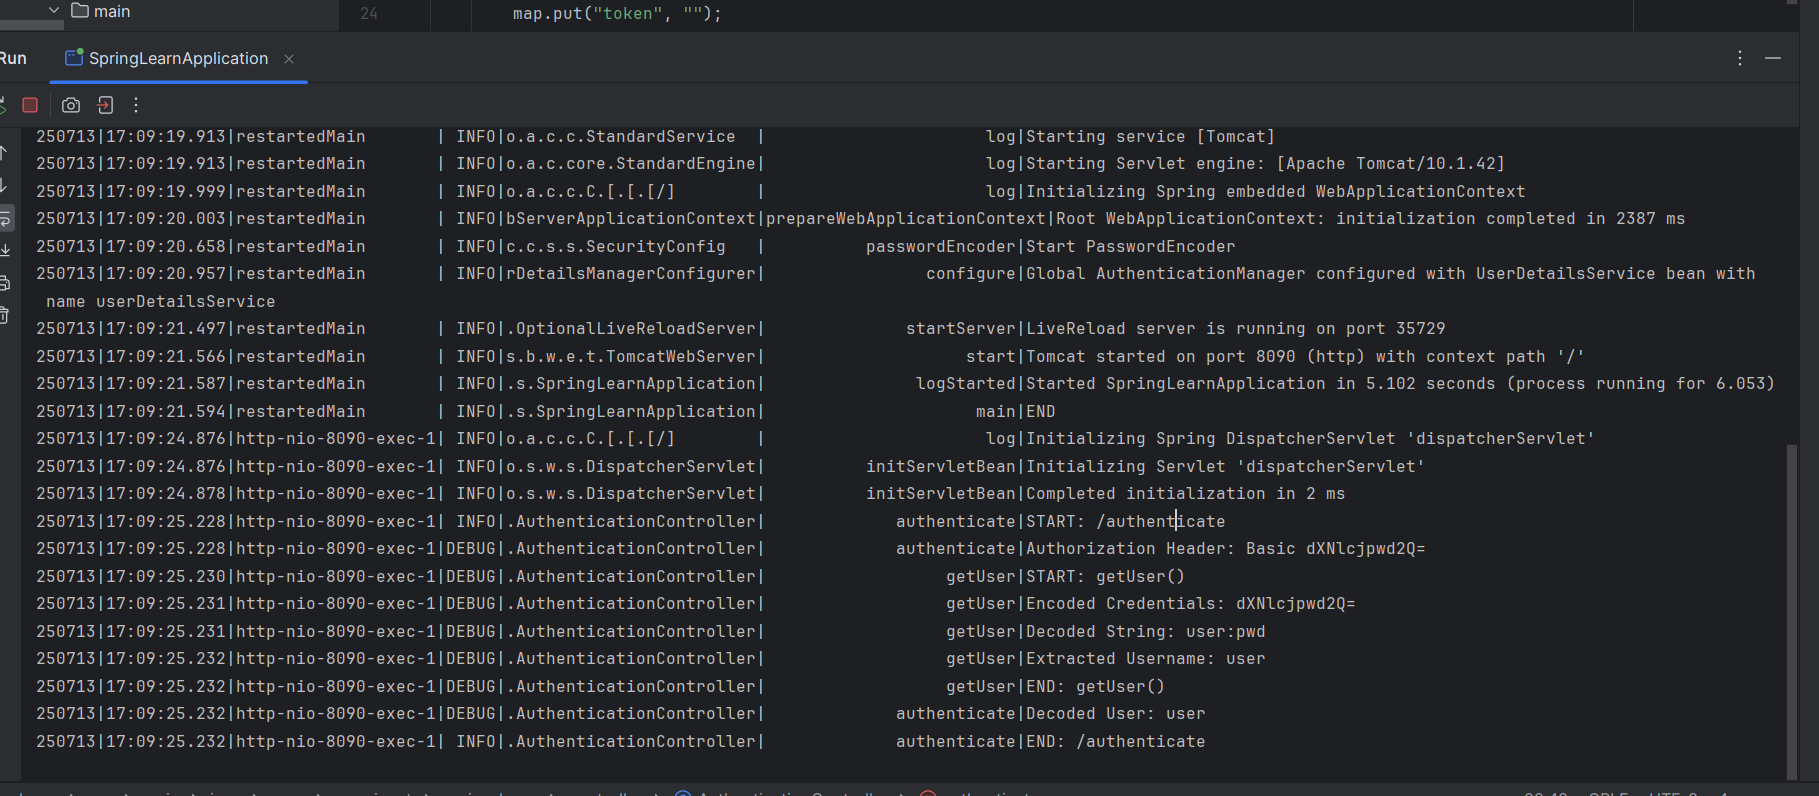 main
24 map.put("token", "");
Run SpringLearnApplication
250713|17:09:19.913|restartedMain       | INFO|o.a.c.c.StandardService  |                      log|Starting service [Tomcat]
250713|17:09:19.913|restartedMain       | INFO|o.a.c.core.StandardEngine|                      log|Starting Servlet engine: [Apache Tomcat/10.1.42]
250713|17:09:19.999|restartedMain       | INFO|o.a.c.c.C.[.[.[/]        |                      log|Initializing Spring embedded WebApplicationContext
250713|17:09:20.003|restartedMain       | INFO|bServerApplicationContext|prepareWebApplicationContext|Root WebApplicationContext: initialization completed in 2387 ms
250713|17:09:20.658|restartedMain       | INFO|c.c.s.s.SecurityConfig   |          passwordEncoder|Start PasswordEncoder
250713|17:09:20.957|restartedMain       | INFO|rDetailsManagerConfigurer|                configure|Global AuthenticationManager configured with UserDetailsService bean with
name userDetailsService
250713|17:09:21.497|restartedMain       | INFO|.OptionalLiveReloadServer|              startServer|LiveReload server is running on port 35729
250713|17:09:21.566|restartedMain       | INFO|s.b.w.e.t.TomcatWebServer|                    start|Tomcat started on port 8090 (http) with context path '/'
250713|17:09:21.587|restartedMain       | INFO|.s.SpringLearnApplication|               logStarted|Started SpringLearnApplication in 5.102 seconds (process running for 6.053)
250713|17:09:21.594|restartedMain       | INFO|.s.SpringLearnApplication|                     main|END
250713|17:09:24.876|http-nio-8090-exec-1| INFO|o.a.c.c.C.[.[.[/]        |                      log|Initializing Spring DispatcherServlet 'dispatcherServlet'
250713|17:09:24.876|http-nio-8090-exec-1| INFO|o.s.w.s.DispatcherServlet|          initServletBean|Initializing Servlet 'dispatcherServlet'
250713|17:09:24.878|http-nio-8090-exec-1| INFO|o.s.w.s.DispatcherServlet|          initServletBean|Completed initialization in 2 ms
250713|17:09:25.228|http-nio-8090-exec-1| INFO|.AuthenticationController|             authenticate|START: /authenticate
250713|17:09:25.228|http-nio-8090-exec-1|DEBUG|.AuthenticationController|             authenticate|Authorization Header: Basic dXNlcjpwd2Q=
250713|17:09:25.230|http-nio-8090-exec-1|DEBUG|.AuthenticationController|                  getUser|START: getUser()
250713|17:09:25.231|http-nio-8090-exec-1|DEBUG|.AuthenticationController|                  getUser|Encoded Credentials: dXNlcjpwd2Q=
250713|17:09:25.231|http-nio-8090-exec-1|DEBUG|.AuthenticationController|                  getUser|Decoded String: user:pwd
250713|17:09:25.232|http-nio-8090-exec-1|DEBUG|.AuthenticationController|                  getUser|Extracted Username: user
250713|17:09:25.232|http-nio-8090-exec-1|DEBUG|.AuthenticationController|                  getUser|END: getUser()
250713|17:09:25.232|http-nio-8090-exec-1|DEBUG|.AuthenticationController|             authenticate|Decoded User: user
250713|17:09:25.232|http-nio-8090-exec-1| INFO|.AuthenticationController|             authenticate|END: /authenticate